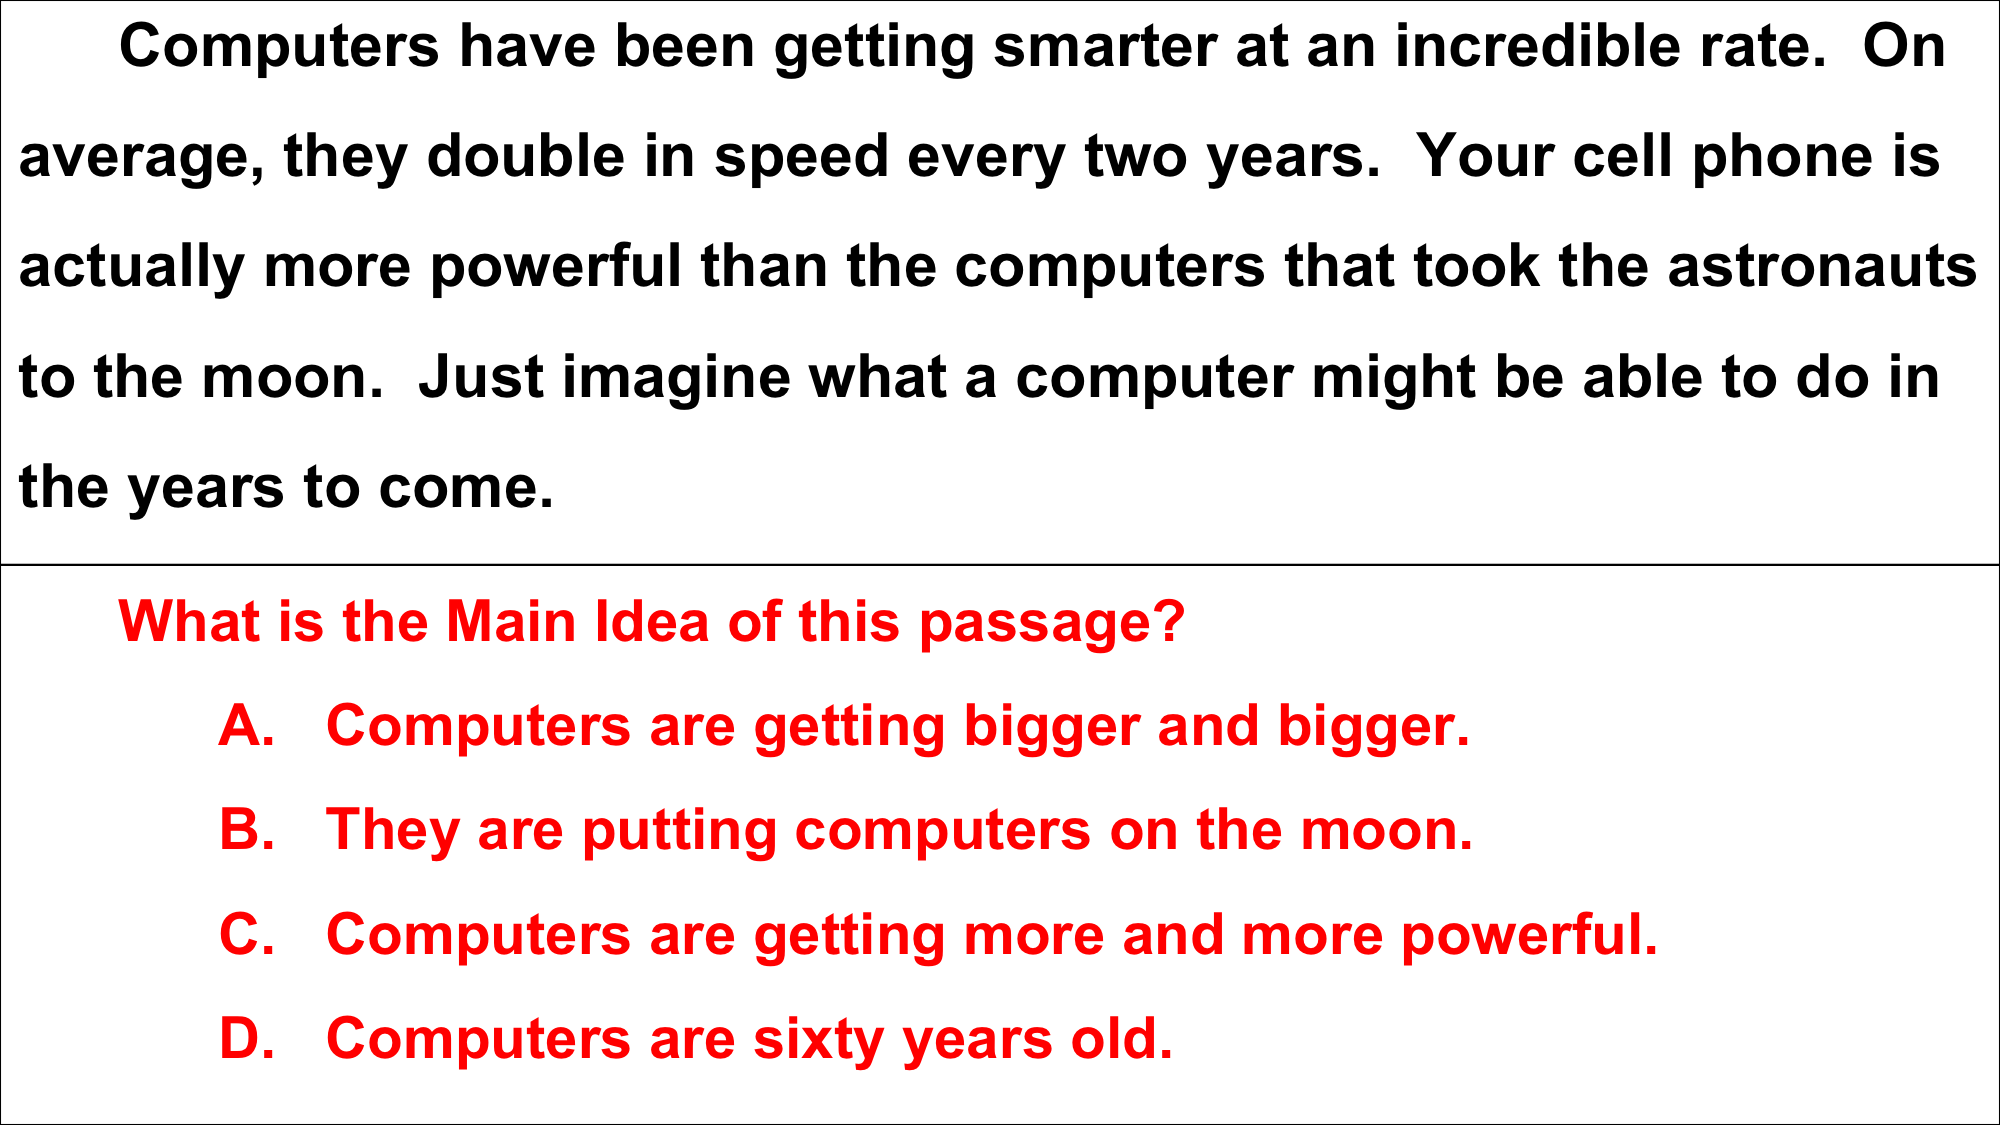 Computers have been getting smarter at an incredible rate.  On
average, they double in speed every two years.  Your cell phone is
actually more powerful than the computers that took the astronauts
to the moon.  Just imagine what a computer might be able to do in
the years to come.
What is the Main Idea of this passage?
A.   Computers are getting bigger and bigger.
B.   They are putting computers on the moon.
C.   Computers are getting more and more powerful.
D.   Computers are sixty years old.